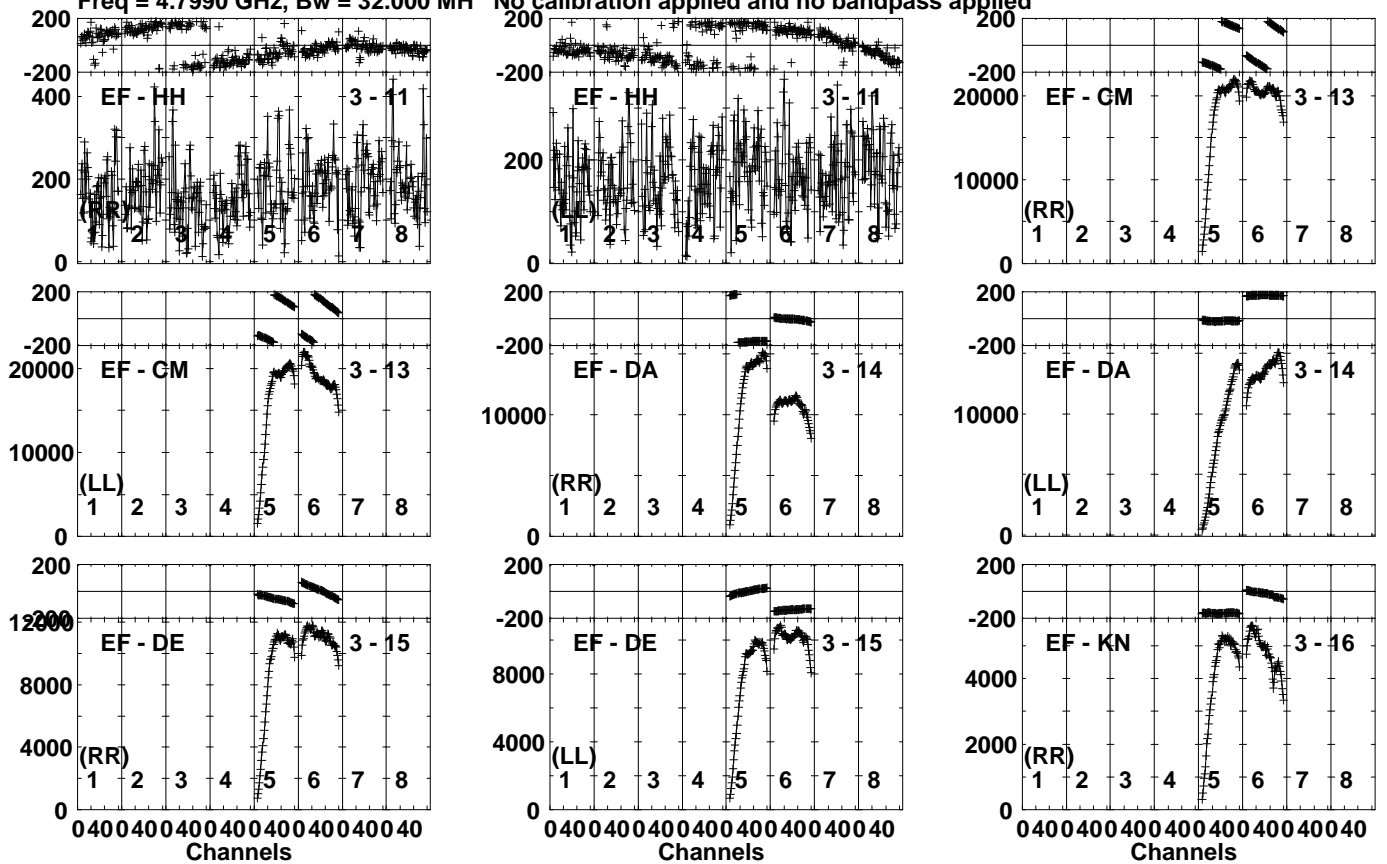 Freq = 4.7990 GHz, Bw = 32.000 MH No calibration applied and no bandpass applied
200
-200
400
200
0
EF - HH 3 - 11
(RR)
1 2 3 4 5 6 7 8
200
-200
200
0
EF - HH 3 - 11
(LL)
1 2 3 4 5 6 7 8
200
-200
20000
10000
0
EF - CM 3 - 13
(RR)
1 2 3 4 5 6 7 8
200
-200
20000
10000
0
EF - CM 3 - 13
(LL)
1 2 3 4 5 6 7 8
200
-200
10000
0
EF - DA 3 - 14
(RR)
1 2 3 4 5 6 7 8
200
-200
10000
0
EF - DA 3 - 14
(LL)
1 2 3 4 5 6 7 8
200
-200
12000
8000
4000
0
EF - DE 3 - 15
(RR)
1 2 3 4 5 6 7 8
0 40 0 40 0 40 0 40 0 40 0 40 0 40 0 40
Channels
200
-200
8000
4000
0
EF - DE 3 - 15
(LL)
1 2 3 4 5 6 7 8
0 40 0 40 0 40 0 40 0 40 0 40 0 40 0 40
Channels
200
-200
4000
2000
0
EF - KN 3 - 16
(RR)
1 2 3 4 5 6 7 8
0 40 0 40 0 40 0 40 0 40 0 40 0 40 0 40
Channels